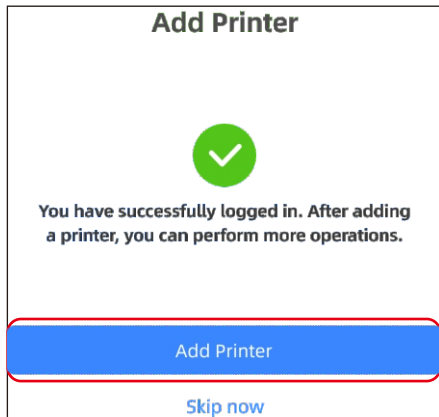 Add Printer
You have successfully logged in. After adding
a printer, you can perform more operations.
Add Printer
Skip now